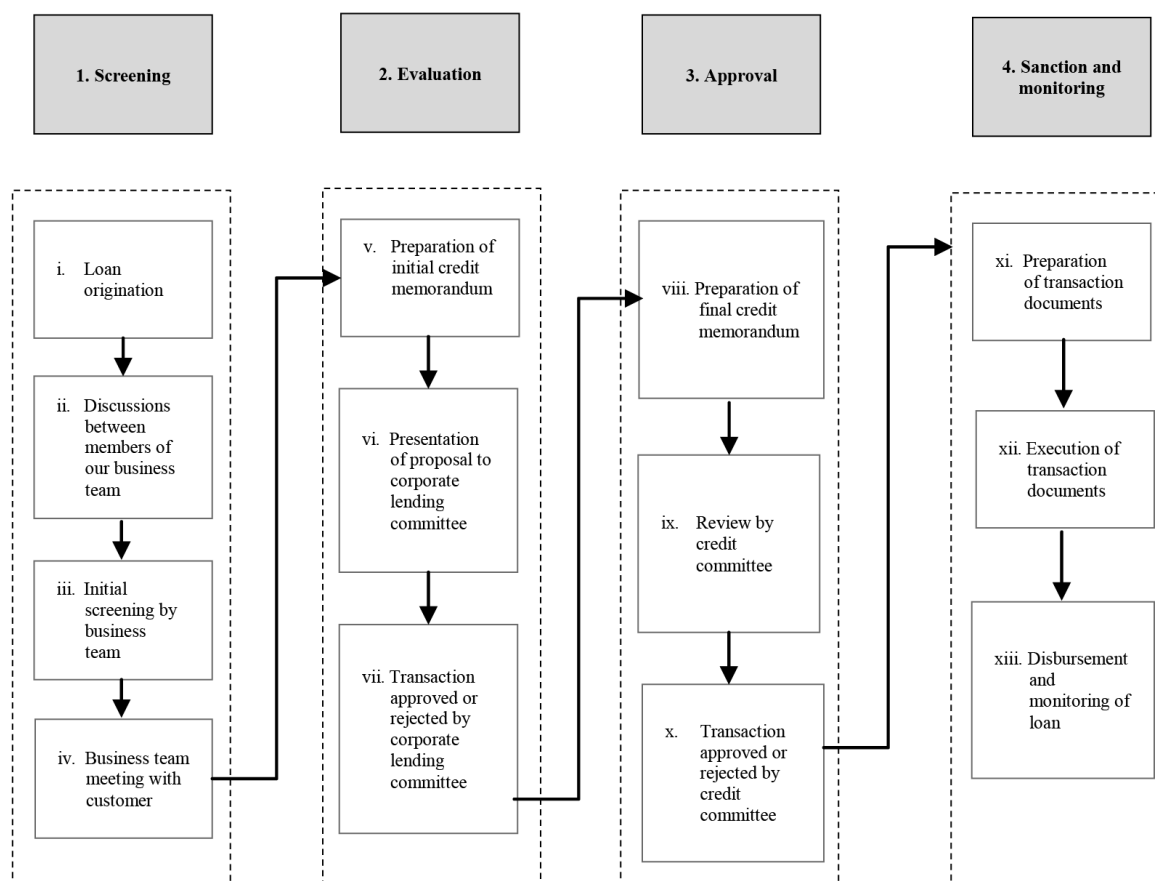 1. Screening
2. Evaluation
3. Approval
4. Sanction and
monitoring
i. Loan
origination
ii. Discussions
between
members of
our business
team
iii. Initial
screening by
business
team
iv. Business team
meeting with
customer
v. Preparation of
initial credit
memorandum
vi. Presentation
of proposal to
corporate
lending
committee
vii. Transaction
approved or
rejected by
corporate
lending
committee
viii. Preparation of
final credit
memorandum
ix. Review by
credit
committee
x. Transaction
approved or
rejected by
credit
committee
xi. Preparation
of transaction
documents
xii. Execution of
transaction
documents
xiii. Disbursement
and
monitoring of
loan